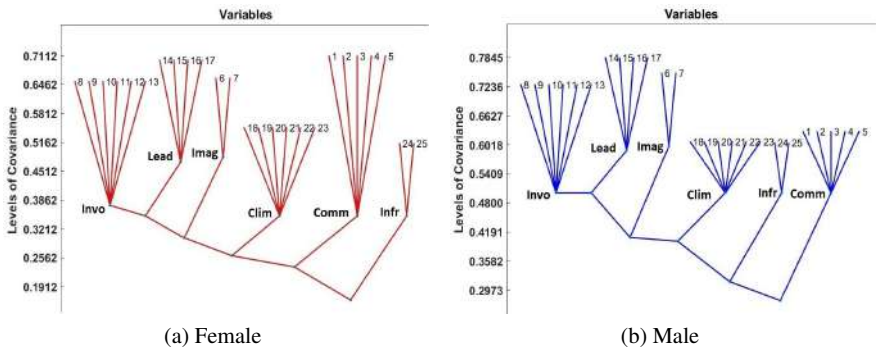 Variables
Levels of Covariance
0.7112
0.6462
0.5812
0.5162
0.4512
0.3862
0.3212
0.2562
0.1912
8 9 10 11 12 13
14 15 16 17
6 7
18 19 20 21 22 23
1 2 3 4 5
24 25
Invo
Lead
Imag
Clim
Comm
Infr
(a) Female
Variables
Levels of Covariance
0.7845
0.7236
0.6627
0.6018
0.5409
0.4800
0.4191
0.3582
0.2973
8 9 10 11 12 13
14 15 16 17
6 7
18 19 20 21 22 23
24 25
1 2 3 4 5
Invo
Lead
Imag
Clim
Infr
Comm
(b) Male